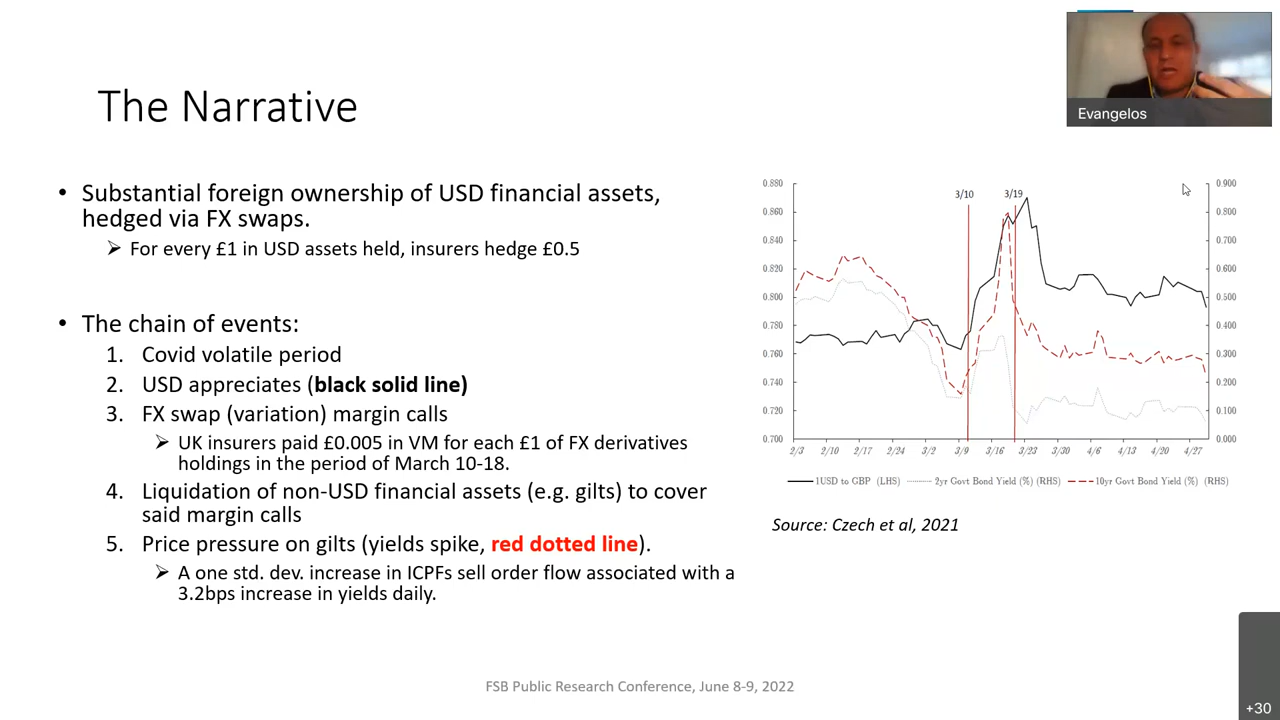 Evangelos
The Narrative
• Substantial foreign ownership of USD financial assets,
hedged via FX swaps.
➢ For every £1 in USD assets held, insurers hedge £0.5
• The chain of events:
1. Covid volatile period
2. USD appreciates (black solid line)
3. FX swap (variation) margin calls
➢ UK insurers paid £0.005 in VM for each £1 of FX derivatives
holdings in the period of March 10-18.
4. Liquidation of non-USD financial assets (e.g. gilts) to cover
said margin calls
5. Price pressure on gilts (yields spike, red dotted line).
➢ A one std. dev. increase in ICPFs sell order flow associated with a
3.2bps increase in yields daily.
3/10 3/19
0.880 0.900
0.860 0.800
0.840 0.700
0.820 0.600
0.800 0.500
0.780 0.400
0.760 0.300
0.740 0.200
0.720 0.100
0.700 0.000
2/3 2/10 2/17 2/24 3/2 3/9 3/16 3/23 3/30 4/6 4/13 4/20 4/27
1USD to GBP (LHS) 2yr Govt Bond Yield (%) (RHS) 10yr Govt Bond Yield (%) (RHS)
Source: Czech et al, 2021
FSB Public Research Conference, June 8-9, 2022
+30